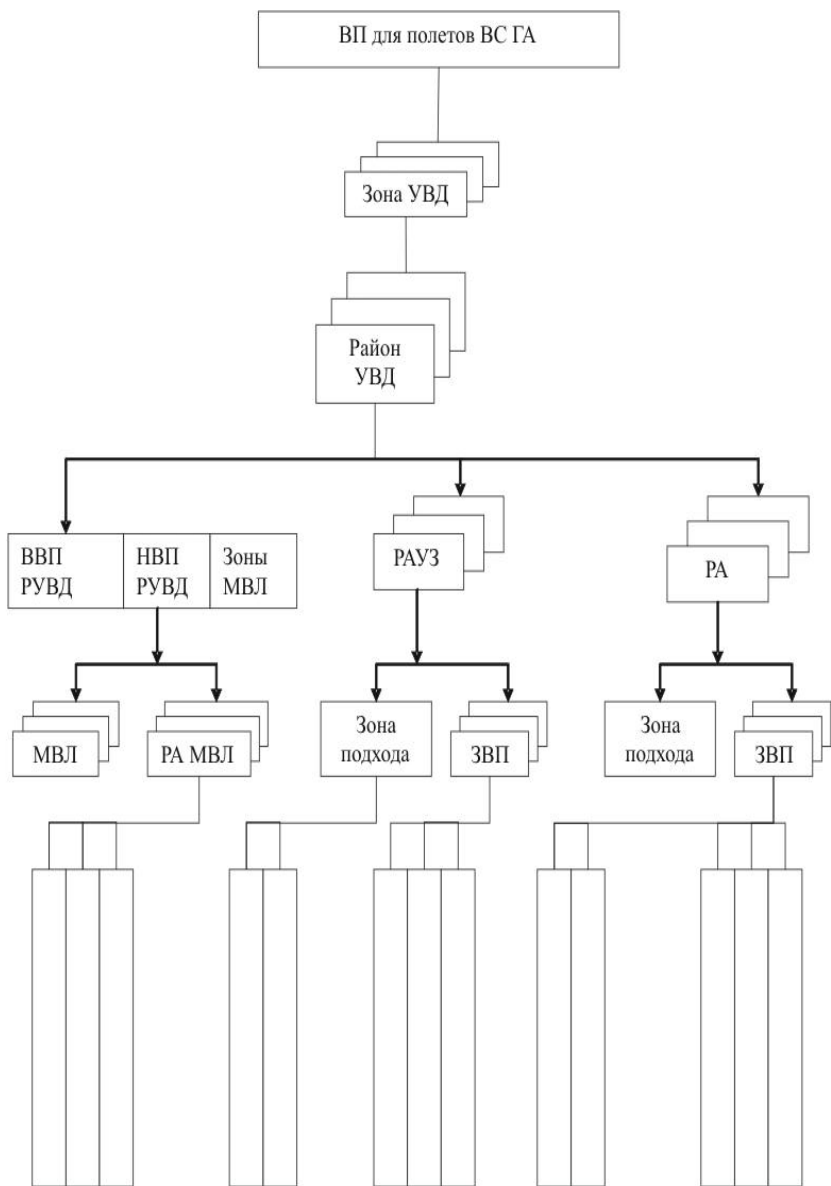 ВП для полетов ВС ГА
Зона УВД
Район
УВД
ВВП
РУВД
НВП
РУВД
Зоны
МВЛ
РАУЗ
РА
МВЛ
РА МВЛ
Зона
подхода
ЗВП
Зона
подхода
ЗВП